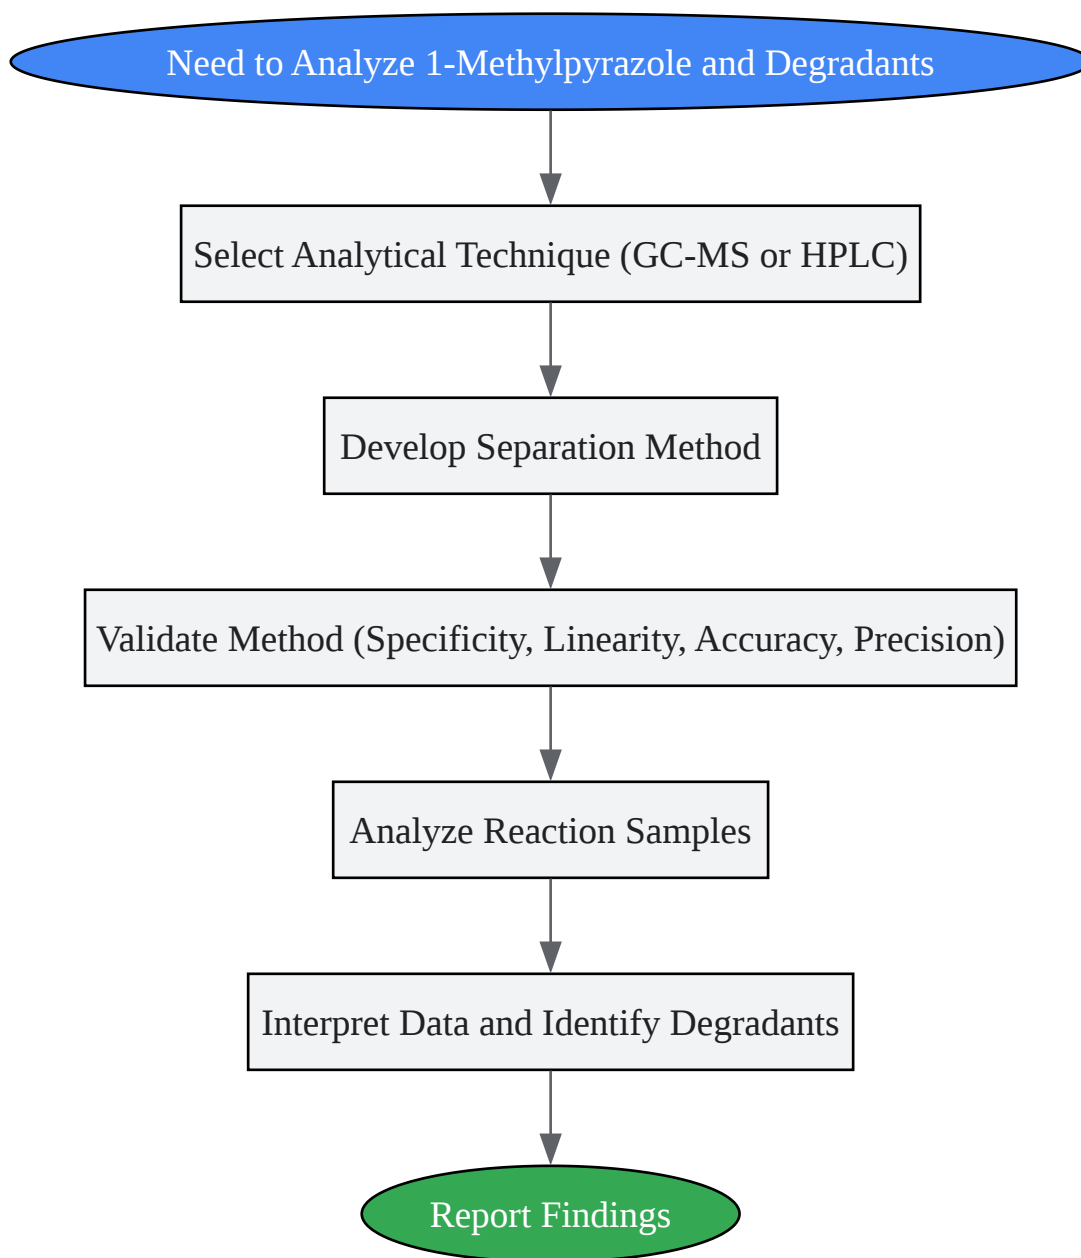 Need to Analyze 1-Methylpyrazole and Degradants
Select Analytical Technique (GC-MS or HPLC)
Develop Separation Method
Validate Method (Specificity, Linearity, Accuracy, Precision)
Analyze Reaction Samples
Interpret Data and Identify Degradants
Report Findings